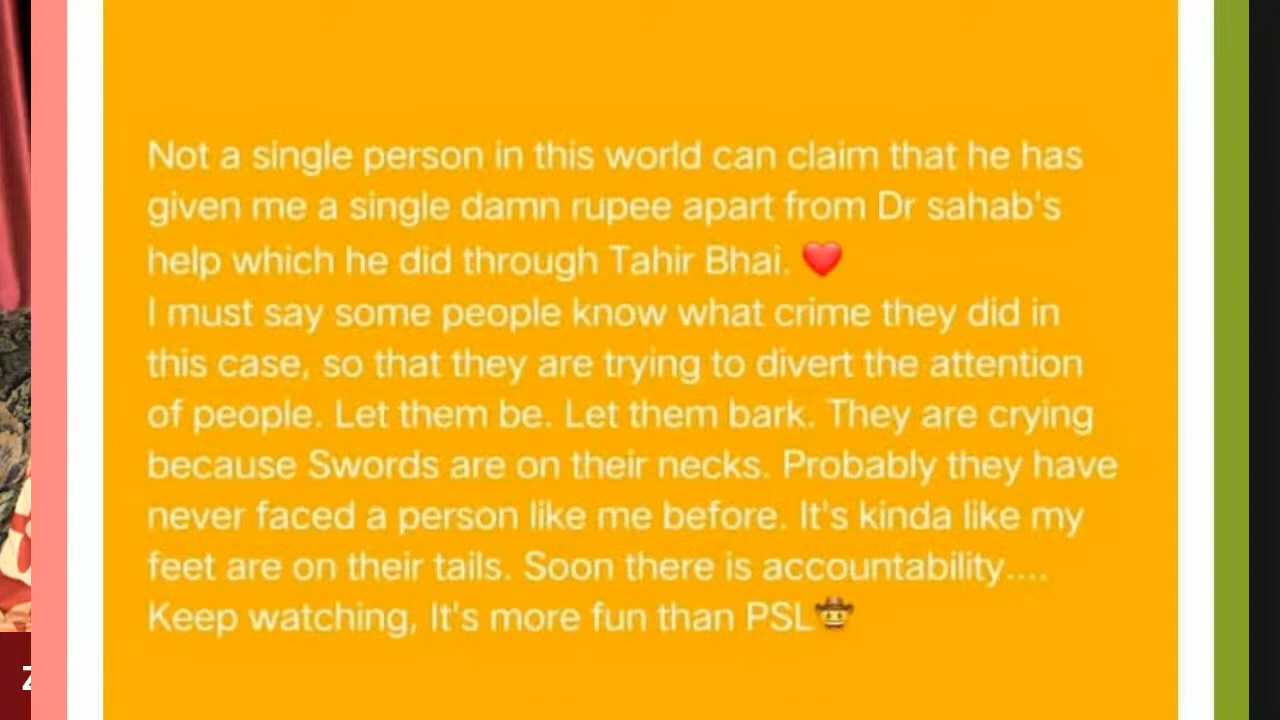 Not a single person in this world can claim that he has
given me a single damn rupee apart from Dr sahab's
help which he did through Tahir Bhai. ❤️
I must say some people know what crime they did in
this case, so that they are trying to divert the attention
of people. Let them be. Let them bark. They are crying
because Swords are on their necks. Probably they have
never faced a person like me before. It's kinda like my
feet are on their tails. Soon there is accountability....
Keep watching, It's more fun than PSL🤠